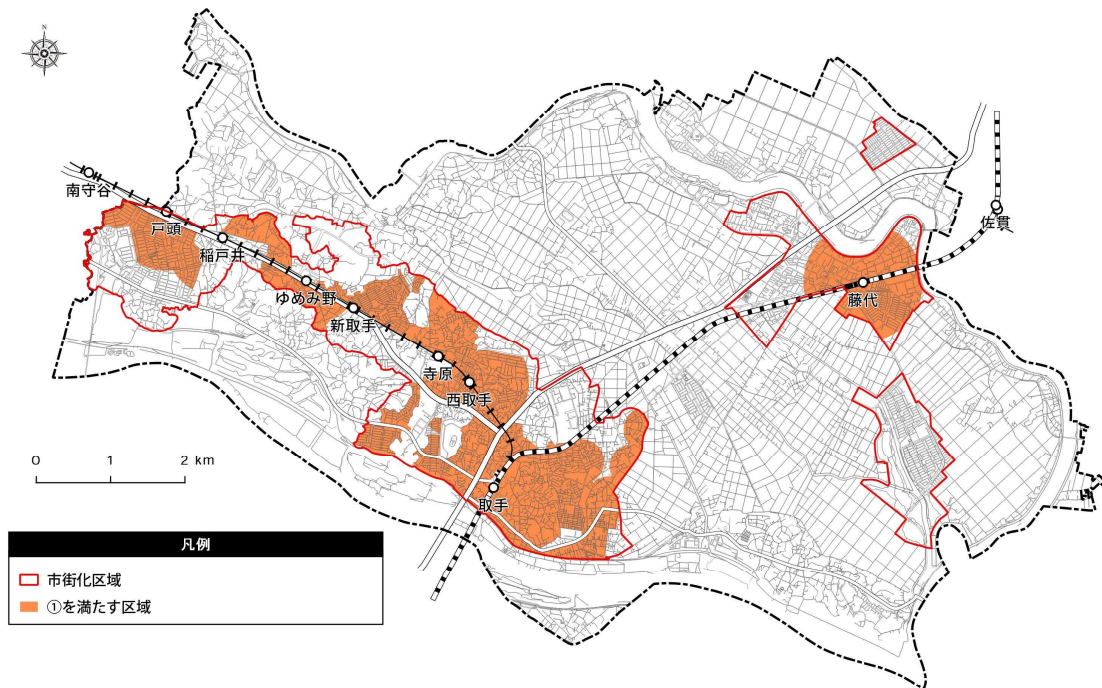 N
南守谷
戸頭
稲戸井
ゆめみ野
新取手
寺原
西取手
取手
藤代
佐貫
0 1 2 km
凡例
市街化区域
①を満たす区域